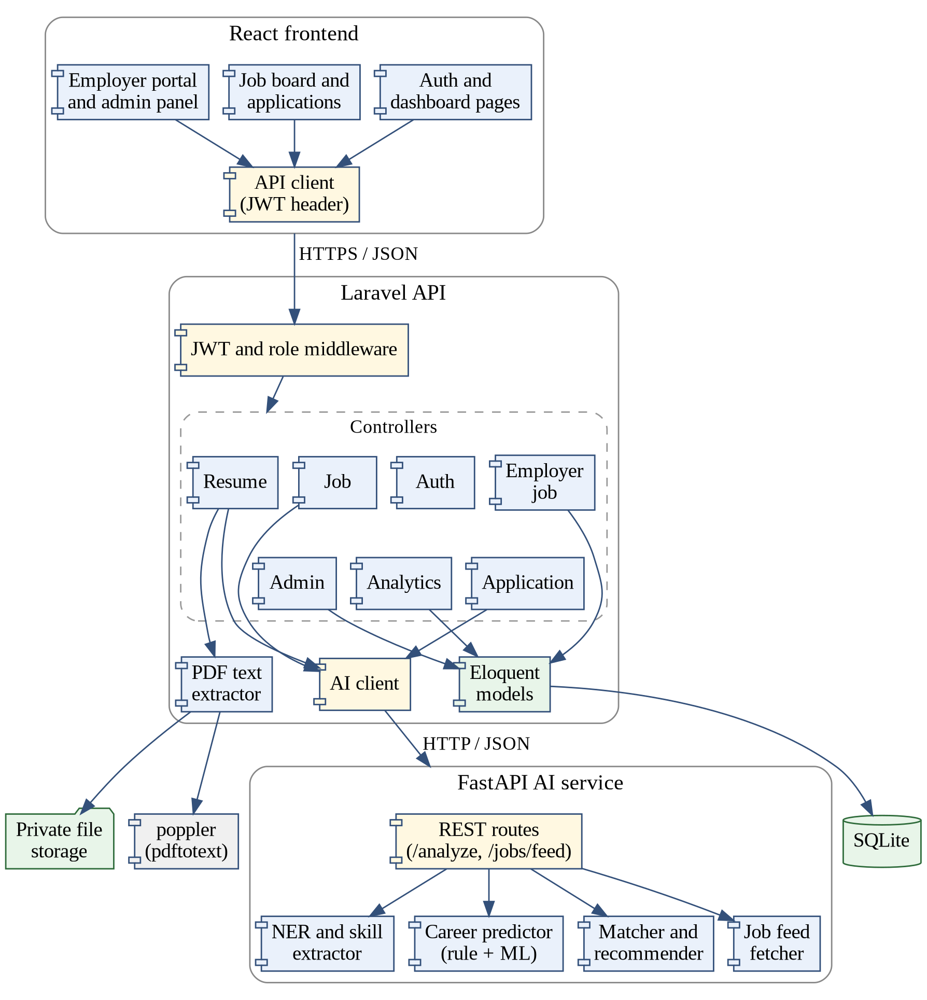 React frontend
Employer portal
and admin panel
Job board and
applications
Auth and
dashboard pages
API client
(JWT header)
HTTPS / JSON
Laravel API
JWT and role middleware
Controllers
Resume
Job
Auth
Employer
job
Admin
Analytics
Application
PDF text
extractor
AI client
Eloquent
models
HTTP / JSON
FastAPI AI service
Private file
storage
poppler
(pdftotext)
REST routes
(/analyze, /jobs/feed)
SQLite
NER and skill
extractor
Career predictor
(rule + ML)
Matcher and
recommender
Job feed
fetcher